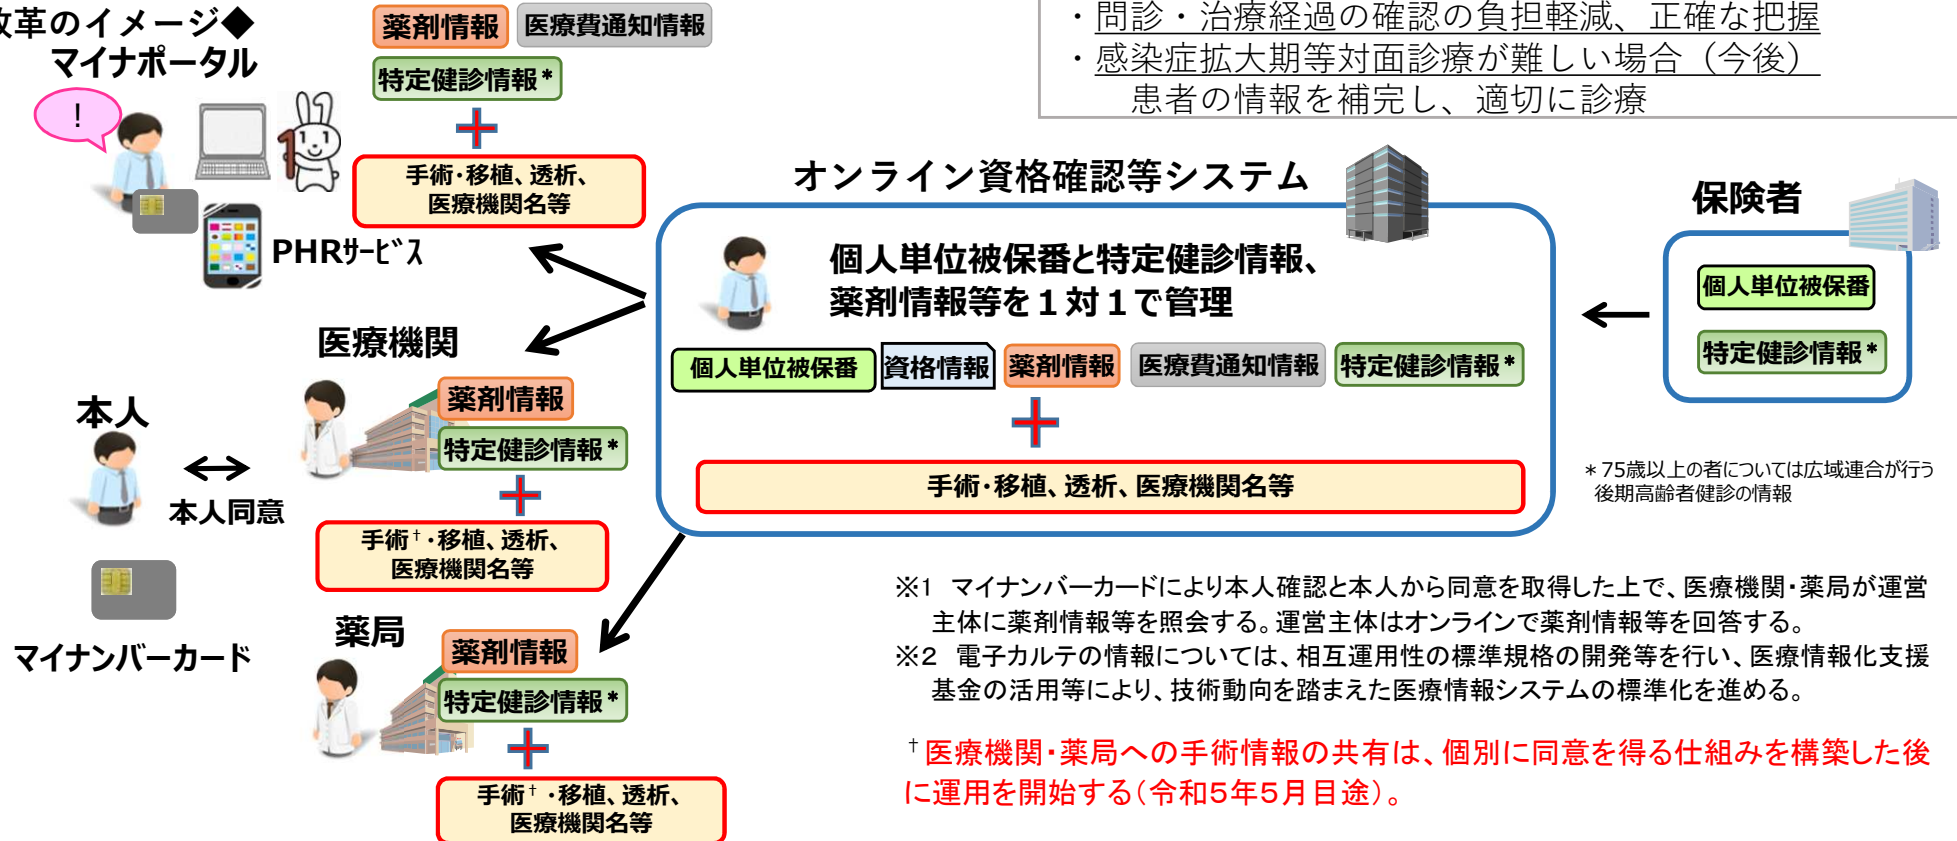 改革のイメージ◆
マイナポータル
!
PHRサービス
薬剤情報
医療費通知情報
特定健診情報*
手術・移植、透析、
医療機関名等
・問診・治療経過の確認の負担軽減、正確な把握
・感染症拡大期等対面診療が難しい場合(今後)
患者の情報を補完し、適切に診療
オンライン資格確認等システム
個人単位被保番と特定健診情報、
薬剤情報等を1対1で管理
個人単位被保番
資格情報
薬剤情報
医療費通知情報
特定健診情報*
手術・移植、透析、医療機関名等
保険者
個人単位被保番
特定健診情報*
*75歳以上の者については広域連合が行う
後期高齢者健診の情報
医療機関
薬剤情報
特定健診情報*
手術†・移植、透析、
医療機関名等
本人
本人同意
マイナンバーカード
薬局
薬剤情報
特定健診情報*
手術†・移植、透析、
医療機関名等
※1 マイナンバーカードにより本人確認と本人から同意を取得した上で、医療機関・薬局が運営
主体に薬剤情報等を照会する。運営主体はオンラインで薬剤情報等を回答する。
※2 電子カルテの情報については、相互運用性の標準規格の開発等を行い、医療情報化支援
基金の活用等により、技術動向を踏まえた医療情報システムの標準化を進める。
†医療機関・薬局への手術情報の共有は、個別に同意を得る仕組みを構築した後
に運用を開始する(令和5年5月目途)。